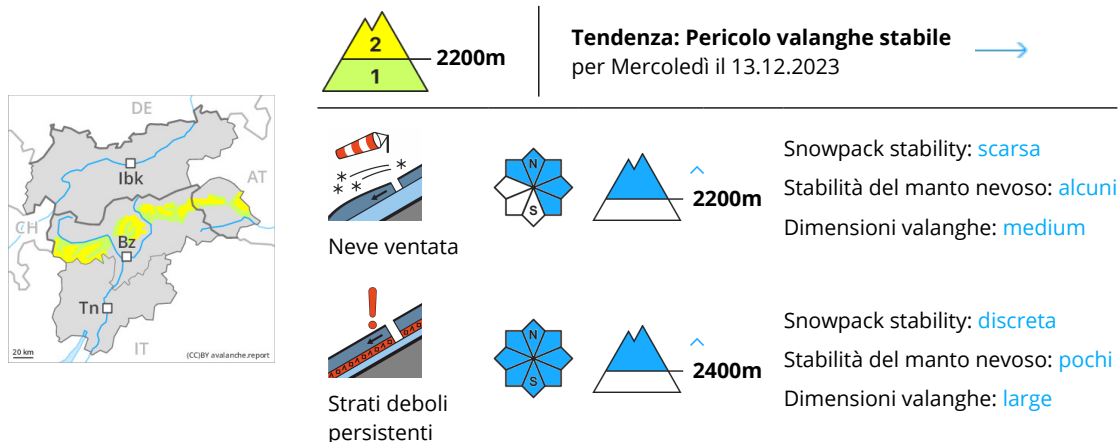 2
1
2200m
Tendenza: Pericolo valanghe stabile
per Mercoledì il 13.12.2023
DE
AT
CH
IT
Ibk
Bz
Tn
20 km
(CC)BY avalanche.report
Neve ventata
N
S
2200m
Snowpack stability: scarsa
Stabilità del manto nevoso: alcuni
Dimensioni valanghe: medium
Strati deboli
persistenti
N
S
2400m
Snowpack stability: discreta
Stabilità del manto nevoso: pochi
Dimensioni valanghe: large